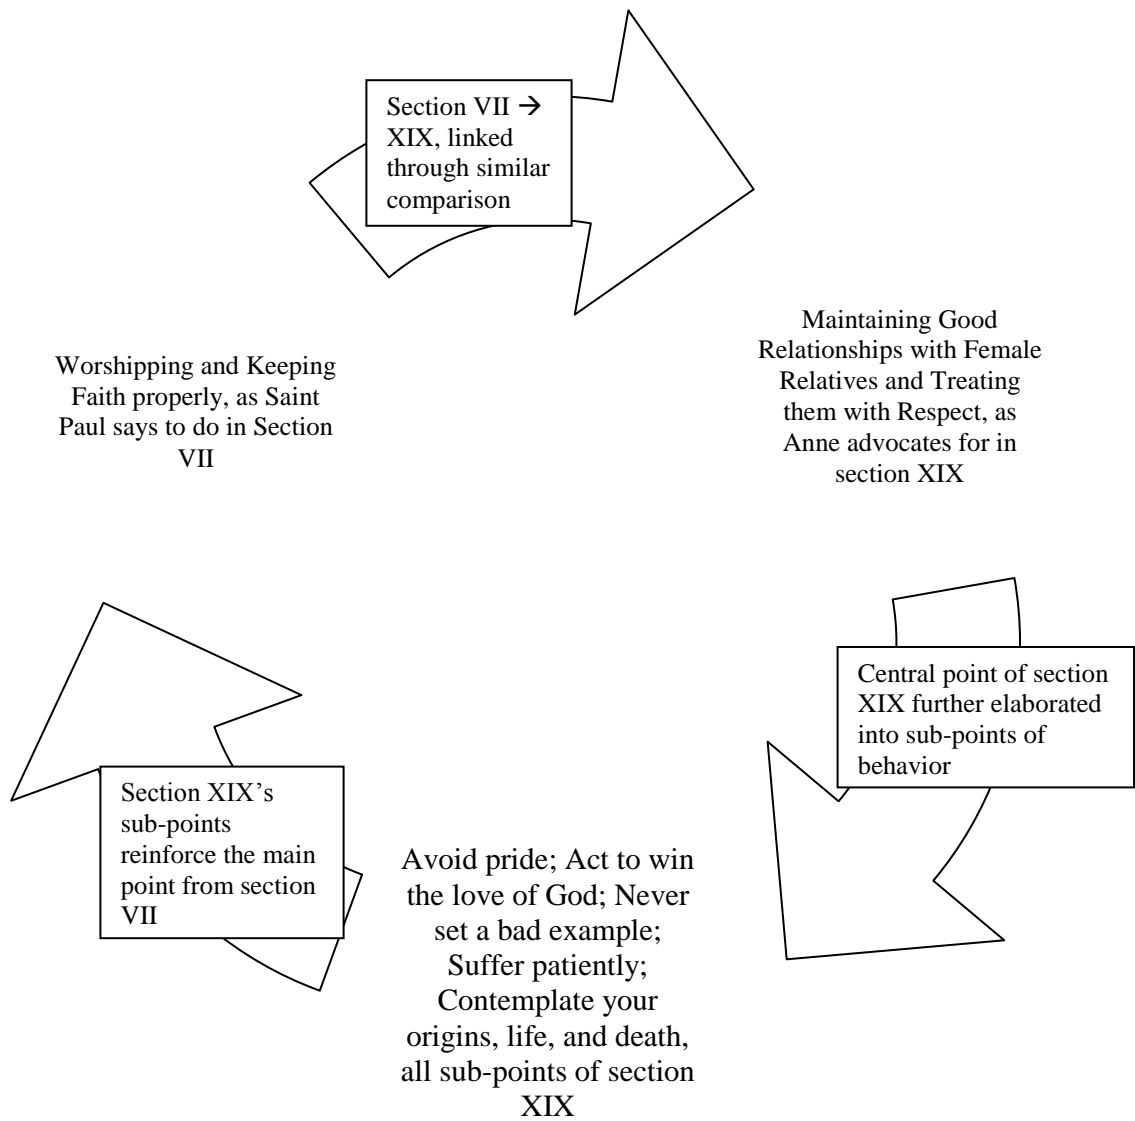 Section VII →
XIX, linked
through similar
comparison
Maintaining Good
Relationships with Female
Relatives and Treating
them with Respect, as
Anne advocates for in
section XIX
Central point of section
XIX further elaborated
into sub-points of
behavior
Avoid pride; Act to win
the love of God; Never
set a bad example;
Suffer patiently;
Contemplate your
origins, life, and death,
all sub-points of section
XIX
Section XIX’s
sub-points
reinforce the main
point from section
VII
Worshipping and Keeping
Faith properly, as Saint
Paul says to do in Section
VII